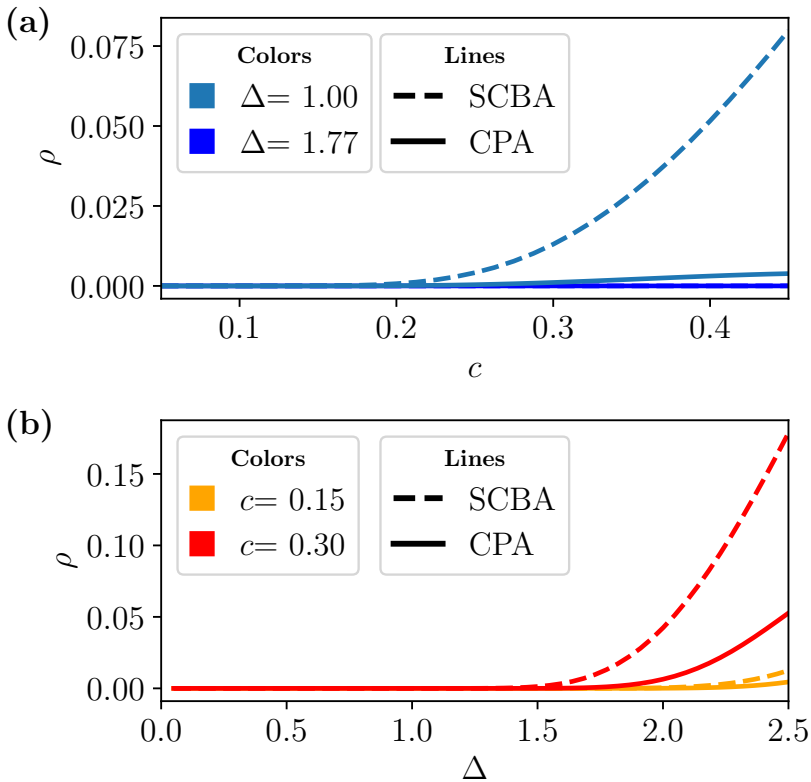 (a)
0.075
0.050
0.025
0.000
ρ
Colors
Δ= 1.00
Δ= 1.77
Lines
SCBA
CPA
0.1 0.2 0.3 0.4
c
(b)
0.15
0.10
0.05
0.00
ρ
Colors
c= 0.15
c= 0.30
Lines
SCBA
CPA
0.0 0.5 1.0 1.5 2.0 2.5
Δ